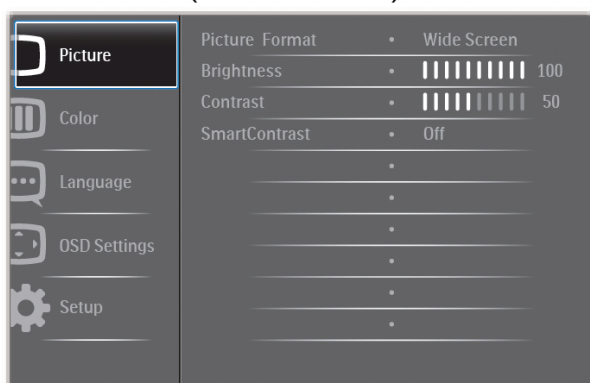 Picture
Color
Language
OSD Settings
Setup
Picture Format • Wide Screen
Brightness • 100
Contrast • 50
SmartContrast • Off